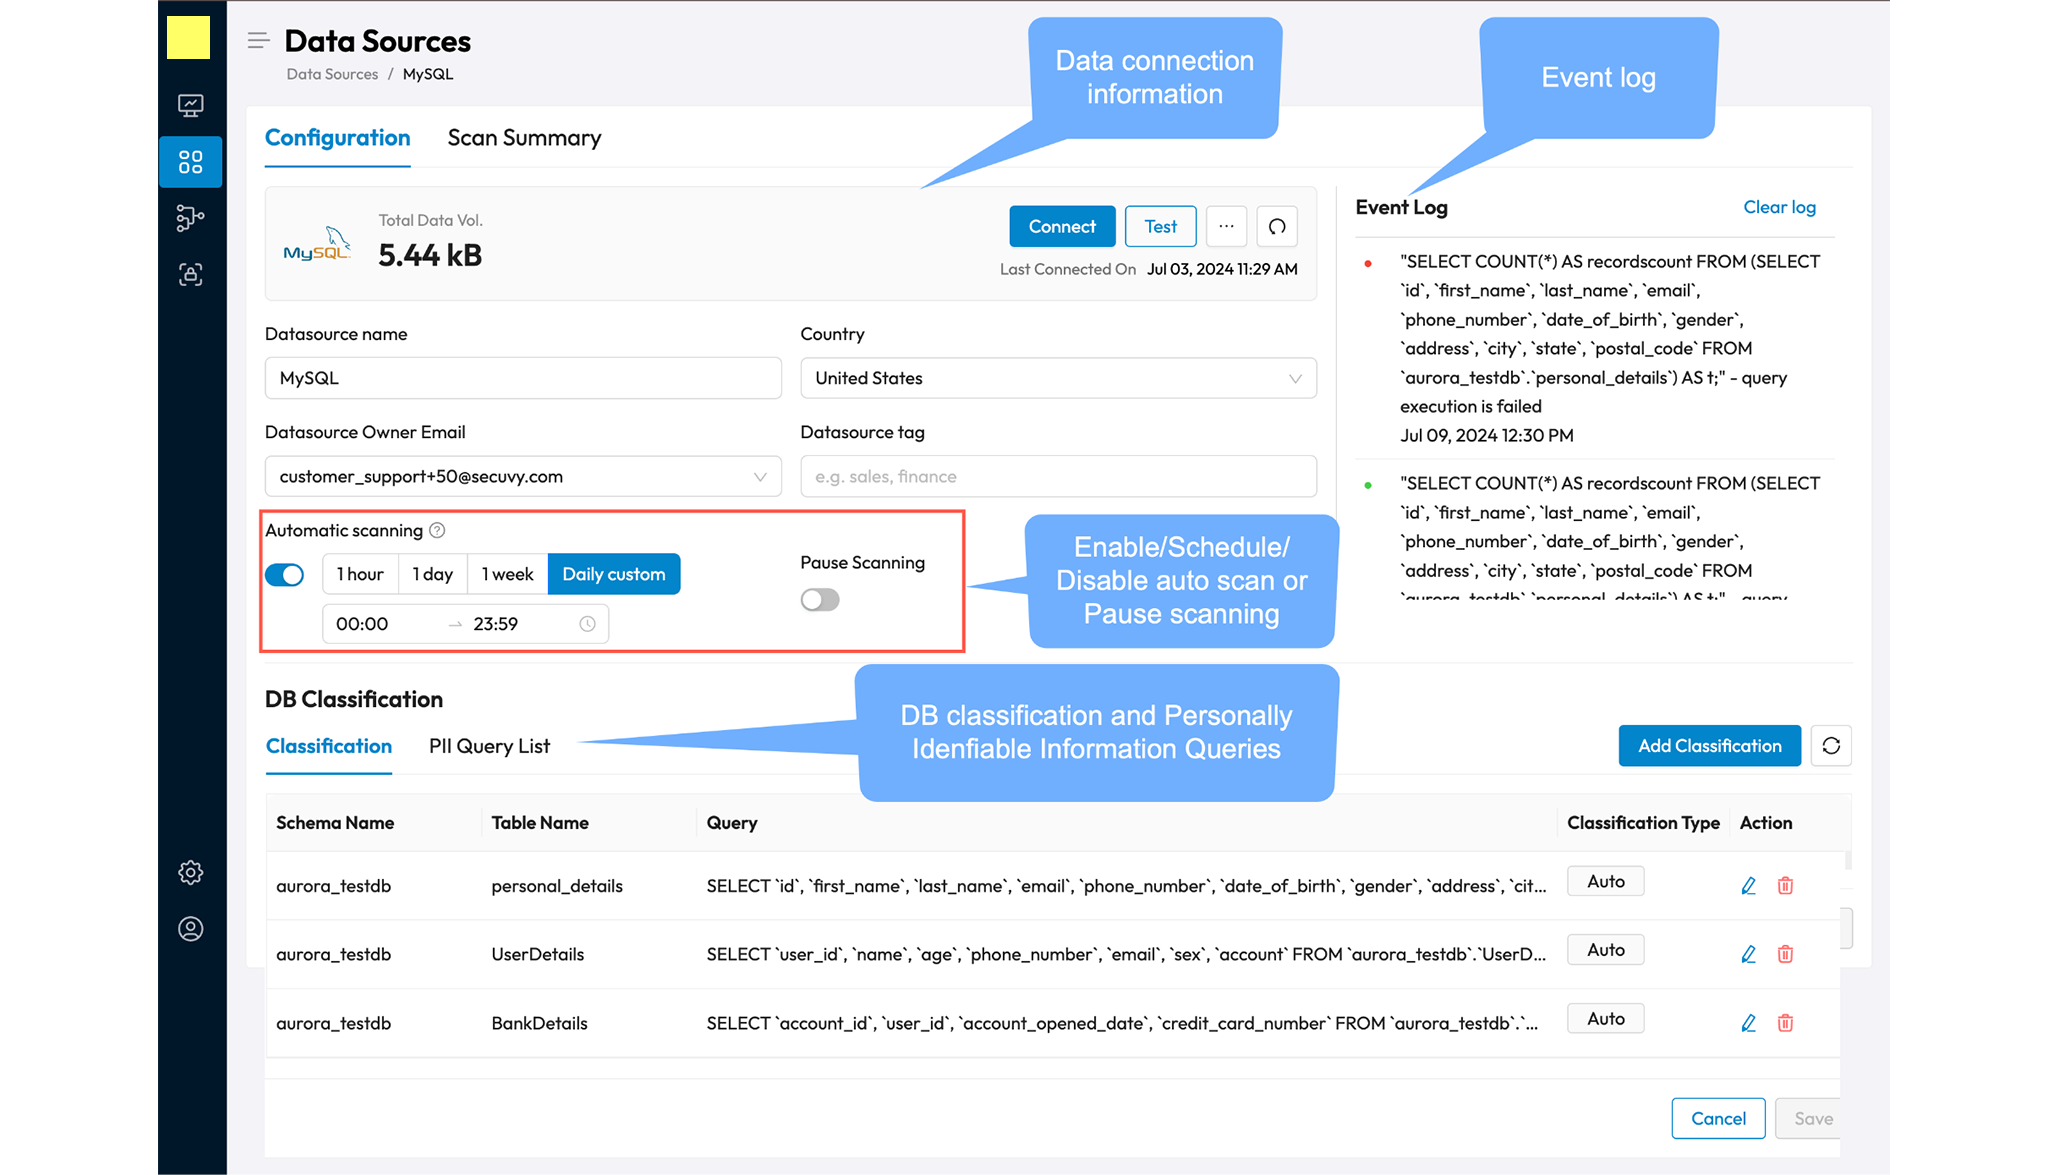 Data Sources
Data Sources / MySQL
Data connection
information
Event log
Configuration
Scan Summary
MySQL
Total Data Vol.
5.44 kB
Connect
Test
...
Last Connected On Jul 03, 2024 11:29 AM
Datasource name
MySQL
Country
United States
Datasource Owner Email
customer_support+50@secuvy.com
Datasource tag
e.g. sales, finance
Automatic scanning ?
1 hour
1 day
1 week
Daily custom
00:00 → 23:59
Pause Scanning
Enable/Schedule/
Disable auto scan or
Pause scanning
Event Log
Clear log
"SELECT COUNT(*) AS recordscount FROM (SELECT
`id`, `first_name`, `last_name`, `email`,
`phone_number`, `date_of_birth`, `gender`,
`address`, `city`, `state`, `postal_code` FROM
`aurora_testdb`.`personal_details`) AS t;" - query
execution is failed
Jul 09, 2024 12:30 PM
"SELECT COUNT(*) AS recordscount FROM (SELECT
`id`, `first_name`, `last_name`, `email`,
`phone_number`, `date_of_birth`, `gender`,
`address`, `city`, `state`, `postal_code` FROM
`aurora_testdb`.`personal_details`) AS t;" - query
DB Classification
Classification
PII Query List
DB classification and Personally
Idenfiable Information Queries
Add Classification
Schema Name
Table Name
Query
Classification Type
Action
aurora_testdb
personal_details
SELECT `id`, `first_name`, `last_name`, `email`, `phone_number`, `date_of_birth`, `gender`, `address`, `cit...
Auto
aurora_testdb
UserDetails
SELECT `user_id`, `name`, `age`, `phone_number`, `email`, `sex`, `account` FROM `aurora_testdb`.`UserD...
Auto
aurora_testdb
BankDetails
SELECT `account_id`, `user_id`, `account_opened_date`, `credit_card_number` FROM `aurora_testdb`.`...
Auto
Cancel
Save